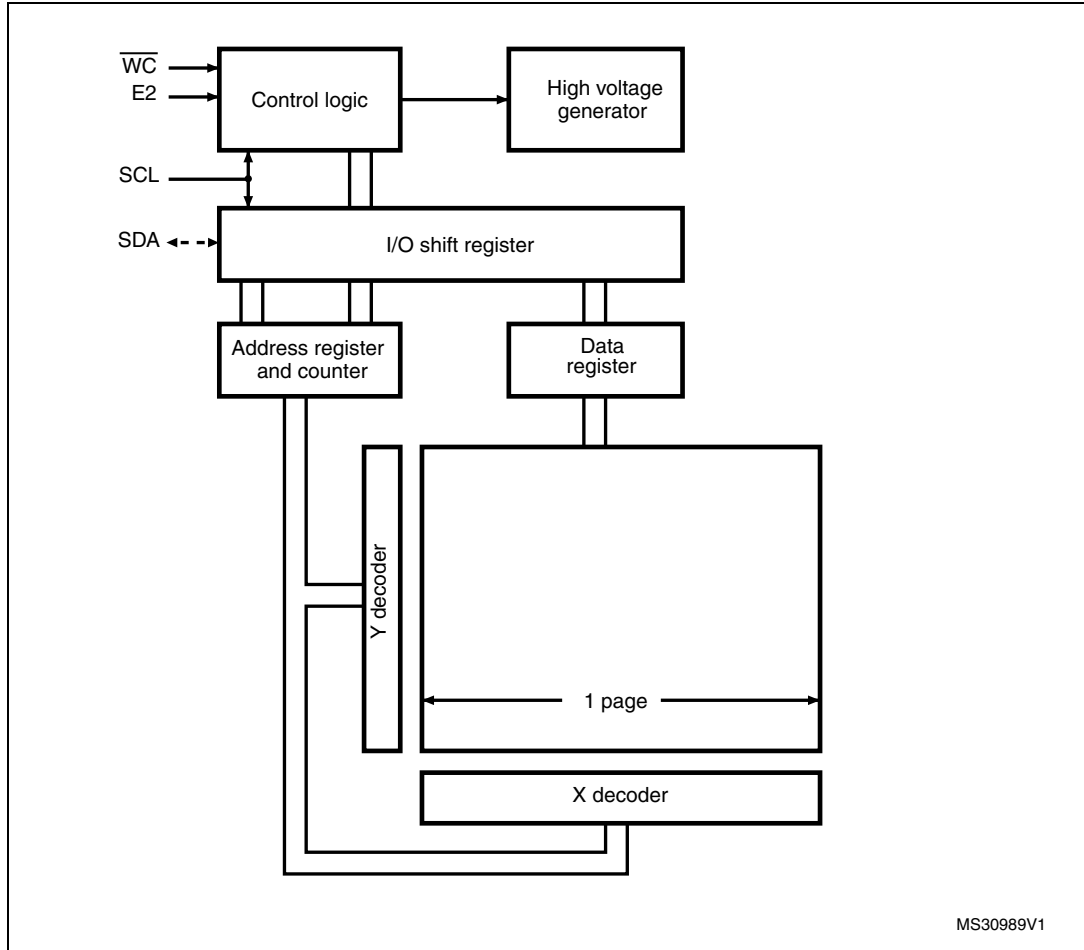 W̅C̅
E2
Control logic
High voltage
generator
SCL
SDA
I/O shift register
Address register
and counter
Data
register
Y decoder
1 page
X decoder
MS30989V1